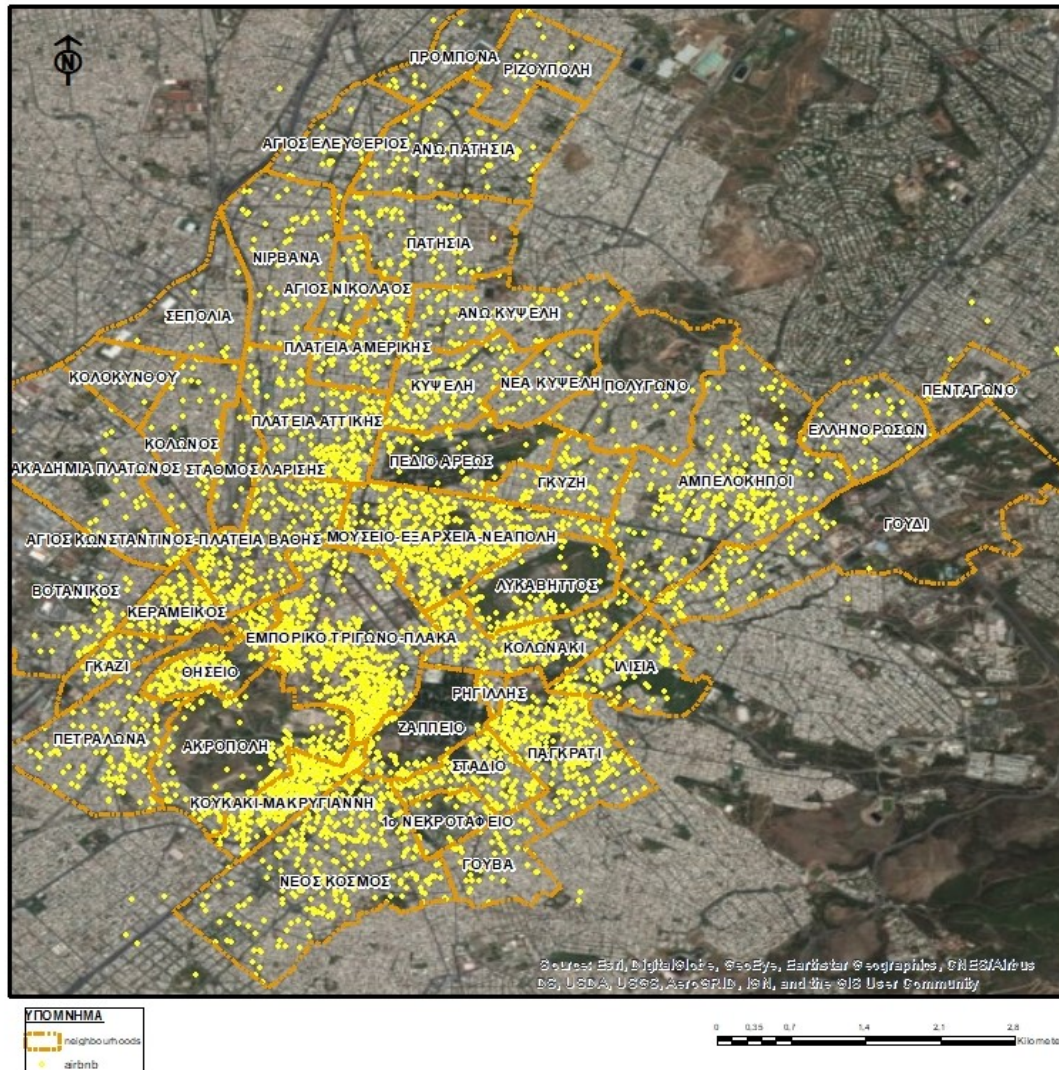 N
ΠΡΟΜΠΟΝΑ
ΡΙΖΟΥΠΟΛΗ
ΑΓΙΟΣ ΕΛΕΥΘΕΡΙΟΣ
ΑΝΩ ΠΑΤΗΣΙΑ
ΠΑΤΗΣΙΑ
ΝΙΡΒΑΝΑ
ΑΓΙΟΣ ΝΙΚΟΛΑΟΣ
ΣΕΠΟΛΙΑ
ΑΝΩ ΚΥΨΕΛΗ
ΠΛΑΤΕΙΑ ΑΜΕΡΙΚΗΣ
ΚΟΛΟΚΥΝΘΟΥ
ΚΥΨΕΛΗ
ΝΕΑ ΚΥΨΕΛΗ
ΠΟΛΥΓΩΝΟ
ΠΕΝΤΑΓΩΝΟ
ΠΛΑΤΕΙΑ ΑΤΤΙΚΗΣ
ΕΛΛΗΝΟΡΩΣΩΝ
ΚΟΛΩΝΟΣ
ΑΚΑΔΗΜΙΑ ΠΛΑΤΩΝΟΣ
ΣΤΑΘΜΟΣ ΛΑΡΙΣΗΣ
ΠΕΔΙΟ ΑΡΕΩΣ
ΓΚΥΖΗ
ΑΜΠΕΛΟΚΗΠΟΙ
ΓΟΥΔΙ
ΑΓΙΟΣ ΚΩΝΣΤΑΝΤΙΝΟΣ-ΠΛΑΤΕΙΑ ΒΑΘΗΣ
ΜΟΥΣΕΙΟ-ΕΞΑΡΧΕΙΑ-ΝΕΑΠΟΛΗ
ΒΟΤΑΝΙΚΟΣ
ΛΥΚΑΒΗΤΤΟΣ
ΚΕΡΑΜΕΙΚΟΣ
ΕΜΠΟΡΙΚΟ ΤΡΙΓΩΝΟ-ΠΛΑΚΑ
ΚΟΛΩΝΑΚΙ
ΓΚΑΖΙ
ΘΗΣΕΙΟ
ΙΛΙΣΙΑ
ΡΗΓΙΛΛΗΣ
ΖΑΠΠΕΙΟ
ΠΕΤΡΑΛΩΝΑ
ΑΚΡΟΠΟΛΗ
ΠΑΓΚΡΑΤΙ
ΣΤΑΔΙΟ
ΚΟΥΚΑΚΙ-ΜΑΚΡΥΓΙΑΝΝΗ
1ο ΝΕΚΡΟΤΑΦΕΙΟ
ΓΟΥΒΑ
ΝΕΟΣ ΚΟΣΜΟΣ
Source: Esri, DigitalGlobe, GeoEye, Earthstar Geographics, CNES/Airbus
DS, USDA, USGS, AeroGRID, IGN, and the GIS User Community
ΥΠΟΜΝΗΜΑ
neighbourhoods
airbnb
0 0,35 0,7 1,4 2,1 2,8
Kilomete